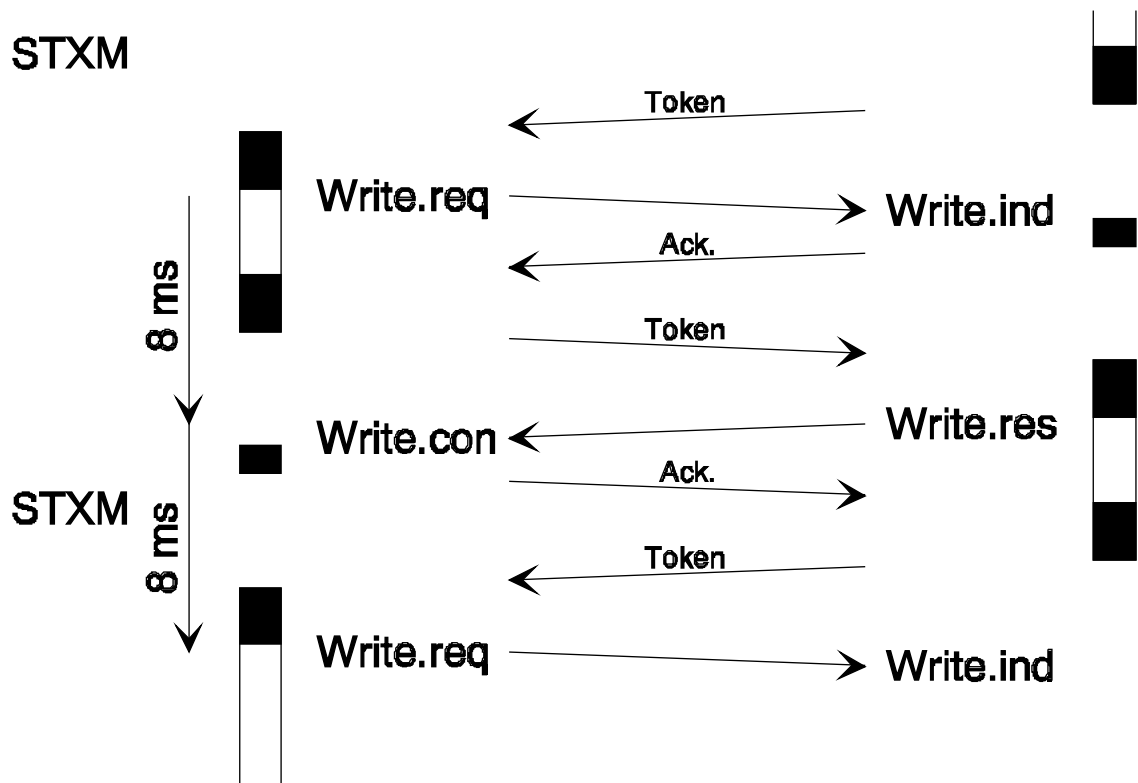 STXM
Token
Write.req
Write.ind
Ack.
8 ms
Token
Write.res
Write.con
Ack.
STXM
8 ms
Token
Write.req
Write.ind